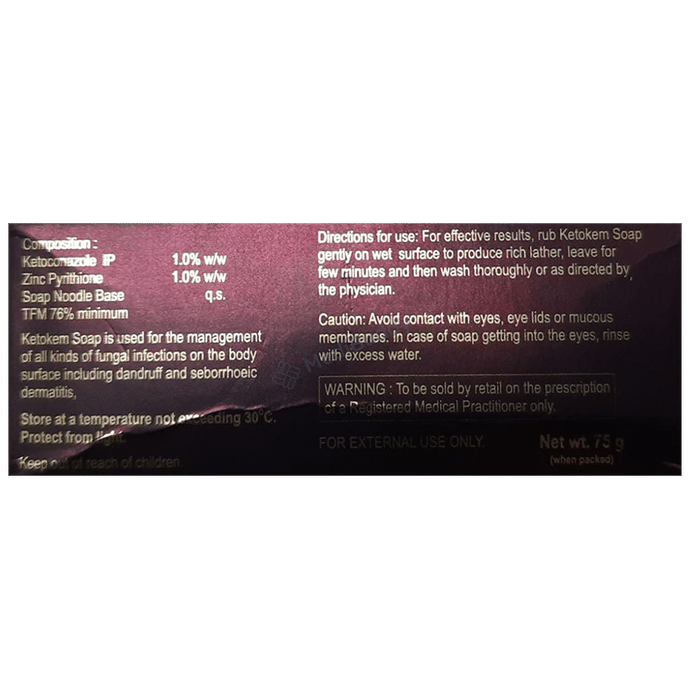 Composition :
Ketoconazole IP 1.0% w/w
Zinc Pyrithione 1.0% w/w
Soap Noodle Base q.s.
TFM 76% minimum
Ketokem Soap is used for the management
of all kinds of fungal infections on the body
surface including dandruff and seborrhoeic
dermatitis,
Store at a temperature not exceeding 30°C.
Protect from light.
Keep out of reach of children.
Directions for use: For effective results, rub Ketokem Soap
gently on wet surface to produce rich lather, leave for
few minutes and then wash thoroughly or as directed by
the physician.
Caution: Avoid contact with eyes, eye lids or mucous
membranes. In case of soap getting into the eyes, rinse
with excess water.
WARNING : To be sold by retail on the prescription
of a Registered Medical Practitioner only.
FOR EXTERNAL USE ONLY.
Net wt. 75 g
(when packed)